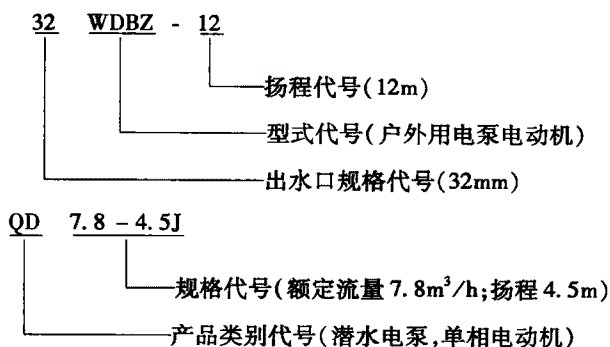 32 WDBZ - 12
扬程代号(12m)
型式代号(户外用电泵电动机)
出水口规格代号(32mm)
QD 7.8 - 4.5J
规格代号(额定流量 7.8m³/h;扬程 4.5m)
产品类别代号(潜水电泵,单相电动机)